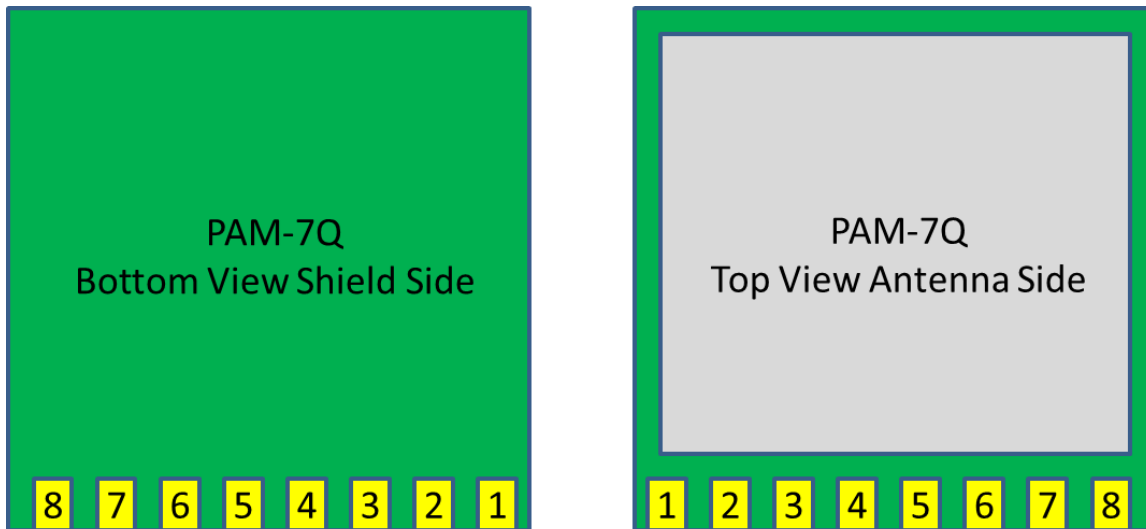 PAM-7Q
Bottom View Shield Side
8 7 6 5 4 3 2 1
PAM-7Q
Top View Antenna Side
1 2 3 4 5 6 7 8